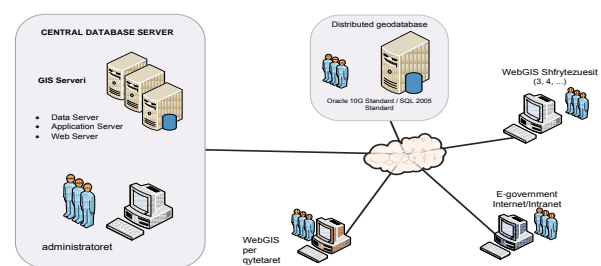 CENTRAL DATABASE SERVER
GIS Serveri
• Data Server
• Application Server
• Web Server
administratoret
Distributed geodatabase
Oracle 10G Standard / SQL 2005
Standard
WebGIS Shfrytezuesit
(3, 4, ...)
E-government
Internet/Intranet
WebGIS
per
qytetaret